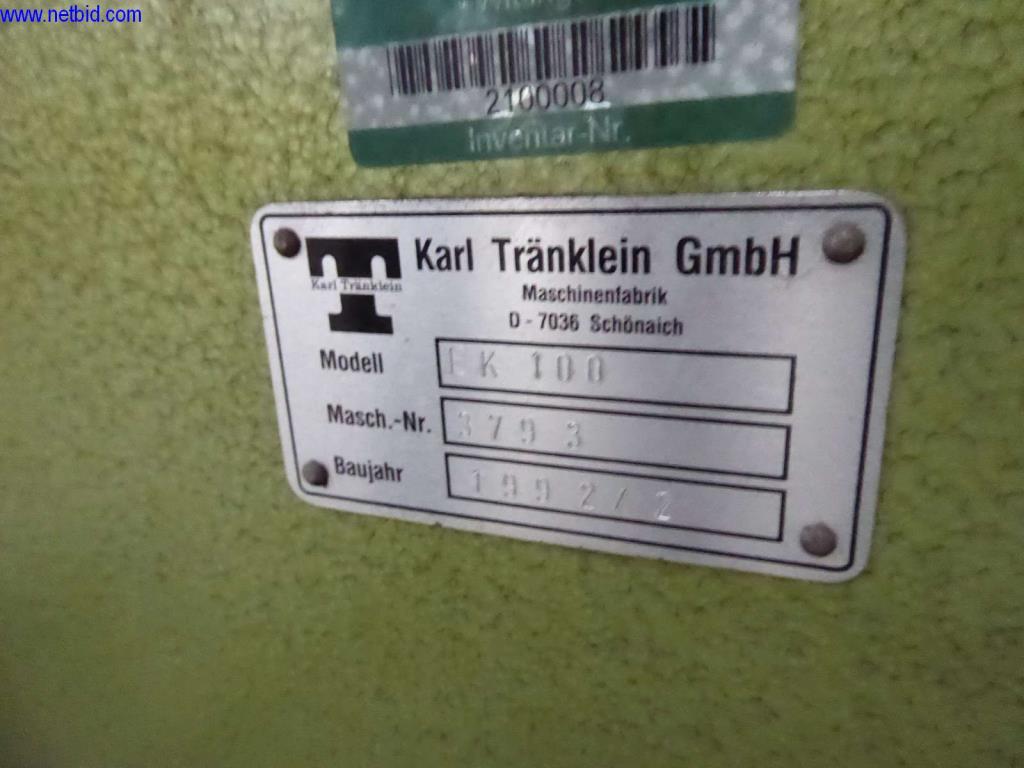 www.netbid.com
2100008
Inventar-Nr.
Karl Tränklein GmbH
Karl Tränklein
Maschinenfabrik
D - 7036 Schönaich
Modell EK 100
Masch.-Nr. 3793
Baujahr 1992/2